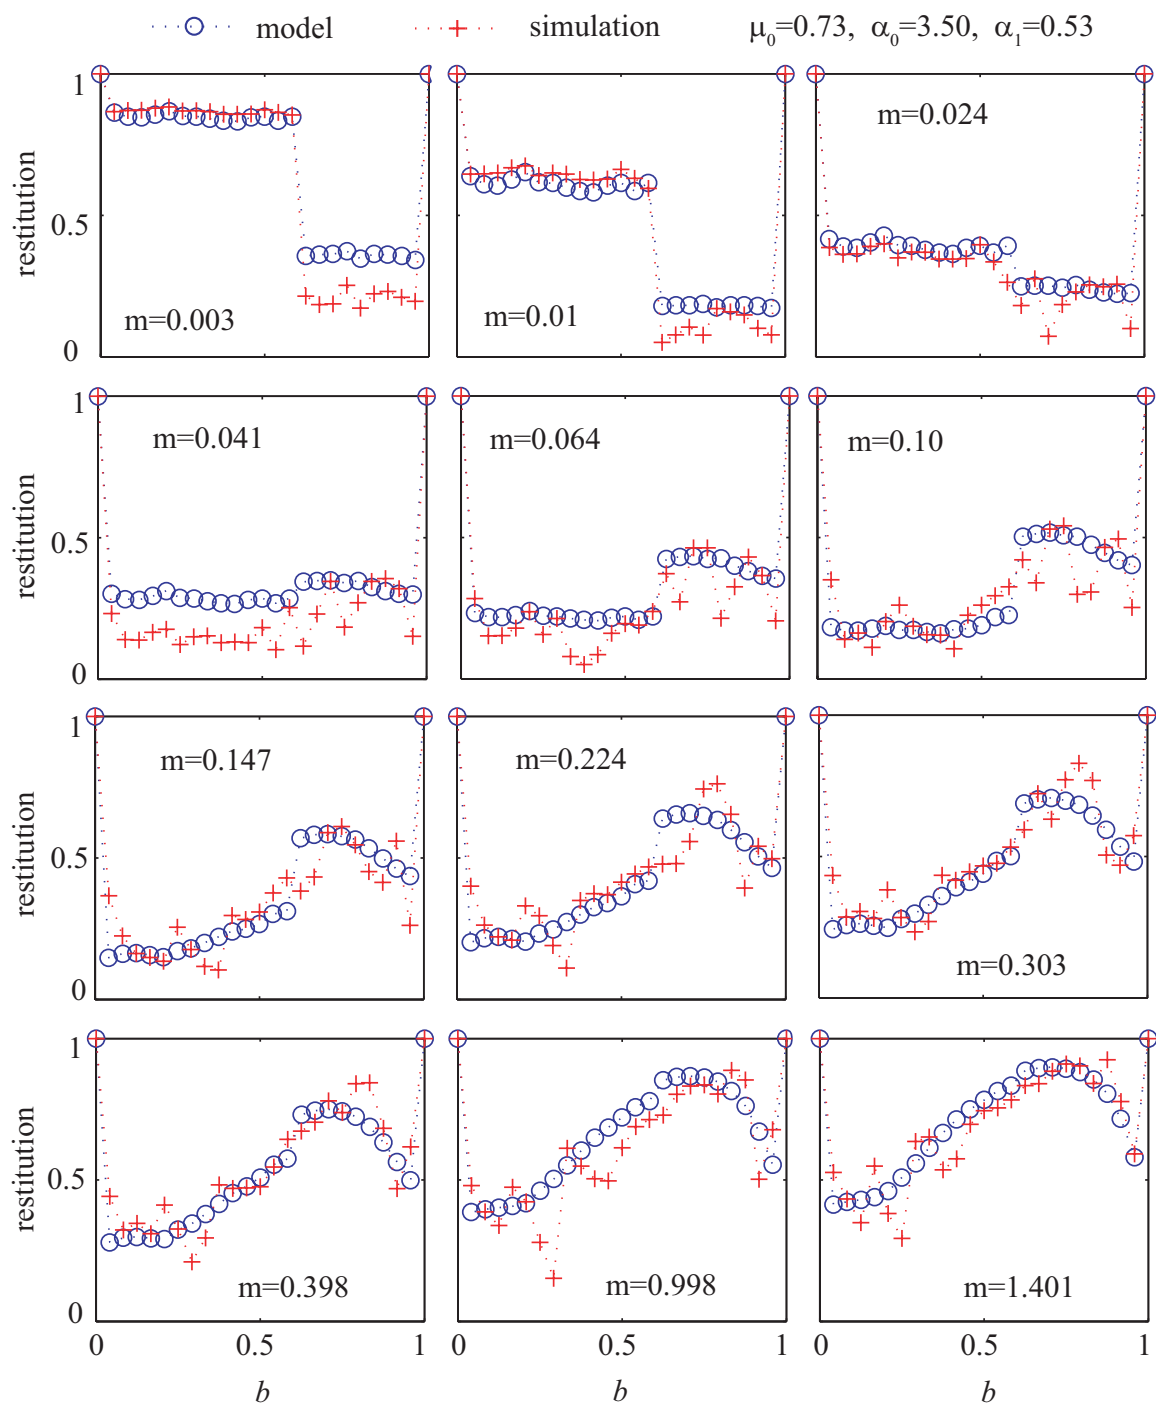 model simulation μ₀=0.73, α₀=3.50, α₁=0.53
restitution
1
0.5
0
m=0.003
m=0.01
m=0.024
restitution
1
0.5
0
m=0.041
m=0.064
m=0.10
restitution
1
0.5
0
m=0.147
m=0.224
m=0.303
restitution
1
0.5
0
m=0.398
m=0.998
m=1.401
0 0.5 1 0 0.5 1 0 0.5 1
b b b